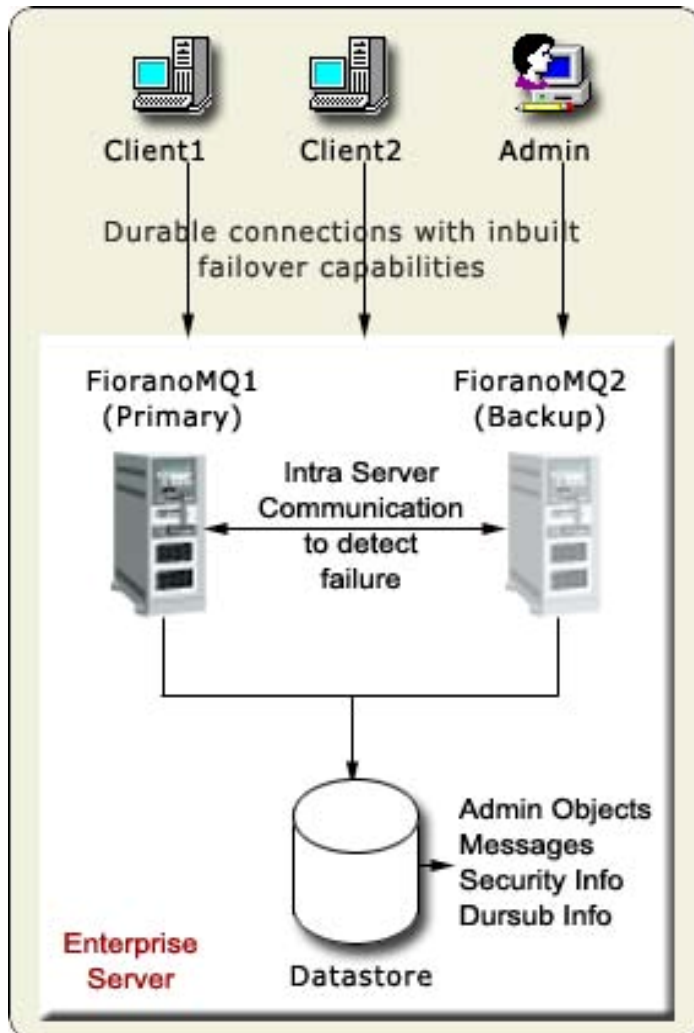 Client1
Client2
Admin
Durable connections with inbuilt
failover capabilities
FioranoMQ1
(Primary)
FioranoMQ2
(Backup)
Intra Server
Communication
to detect
failure
Admin Objects
Messages
Security Info
Dursub Info
Enterprise
Server
Datastore